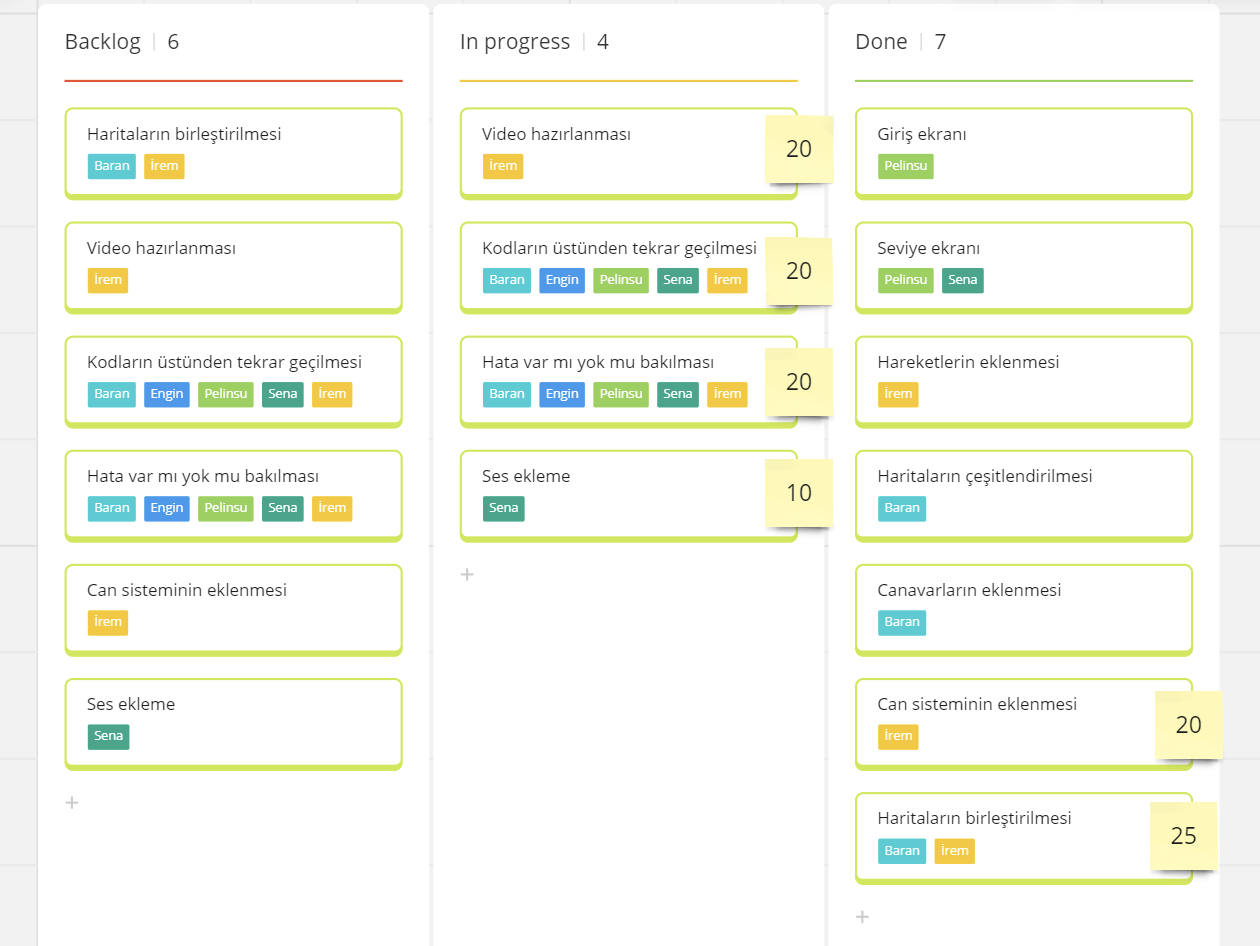 Backlog | 6
Haritaların birleştirilmesi
Baran İrem
Video hazırlanması
İrem
Kodların üstünden tekrar geçilmesi
Baran Engin Pelinsu Sena İrem
Hata var mı yok mu bakılması
Baran Engin Pelinsu Sena İrem
Can sisteminin eklenmesi
İrem
Ses ekleme
Sena
+
In progress | 4
Video hazırlanması
İrem
20
Kodların üstünden tekrar geçilmesi
Baran Engin Pelinsu Sena İrem
20
Hata var mı yok mu bakılması
Baran Engin Pelinsu Sena İrem
20
Ses ekleme
Sena
10
+
Done | 7
Giriş ekranı
Pelinsu
Seviye ekranı
Pelinsu Sena
Hareketlerin eklenmesi
İrem
Haritaların çeşitlendirilmesi
Baran
Canavarların eklenmesi
Baran
Can sisteminin eklenmesi
İrem
20
Haritaların birleştirilmesi
Baran İrem
25
+